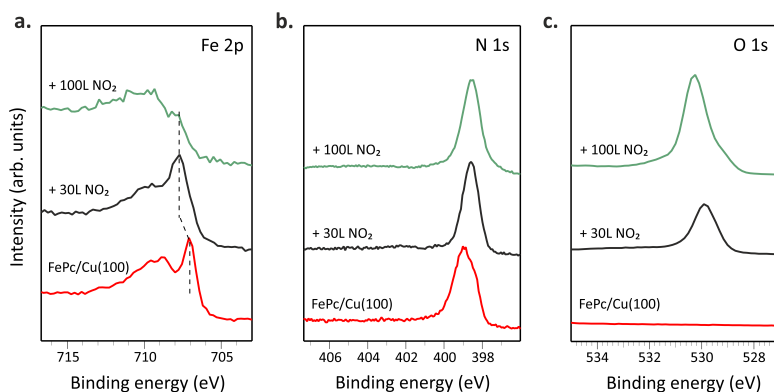 a.
Fe 2p
+ 100L NO₂
+ 30L NO₂
FePc/Cu(100)
Intensity (arb. units)
715
710
705
Binding energy (eV)
b.
N 1s
+ 100L NO₂
+ 30L NO₂
FePc/Cu(100)
406
404
402
400
398
Binding energy (eV)
c.
O 1s
+ 100L NO₂
+ 30L NO₂
FePc/Cu(100)
534
532
530
528
Binding energy (eV)